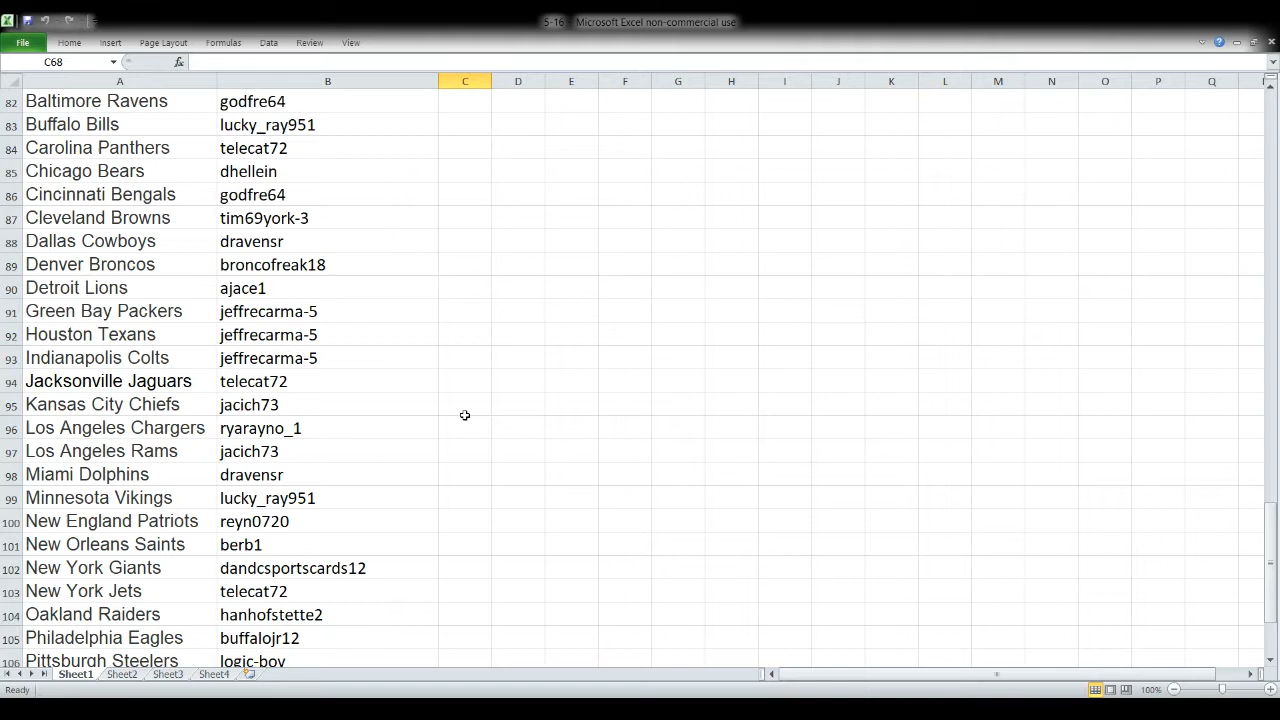 5-16 - Microsoft Excel non-commercial use
File Home Insert Page Layout Formulas Data Review View
C68 fx
A B C D E F G H I J K L M N O P Q
82 Baltimore Ravens godfre64
83 Buffalo Bills lucky_ray951
84 Carolina Panthers telecat72
85 Chicago Bears dhellein
86 Cincinnati Bengals godfre64
87 Cleveland Browns tim69york-3
88 Dallas Cowboys dravensr
89 Denver Broncos broncofreak18
90 Detroit Lions ajace1
91 Green Bay Packers jeffrecarma-5
92 Houston Texans jeffrecarma-5
93 Indianapolis Colts jeffrecarma-5
94 Jacksonville Jaguars telecat72
95 Kansas City Chiefs jacich73
96 Los Angeles Chargers ryarayno_1
97 Los Angeles Rams jacich73
98 Miami Dolphins dravensr
99 Minnesota Vikings lucky_ray951
100 New England Patriots reyn0720
101 New Orleans Saints berb1
102 New York Giants dandcsportscards12
103 New York Jets telecat72
104 Oakland Raiders hanhofstette2
105 Philadelphia Eagles buffalojr12
106 Pittsburgh Steelers logic-boy
Sheet1 Sheet2 Sheet3 Sheet4
Ready 100%